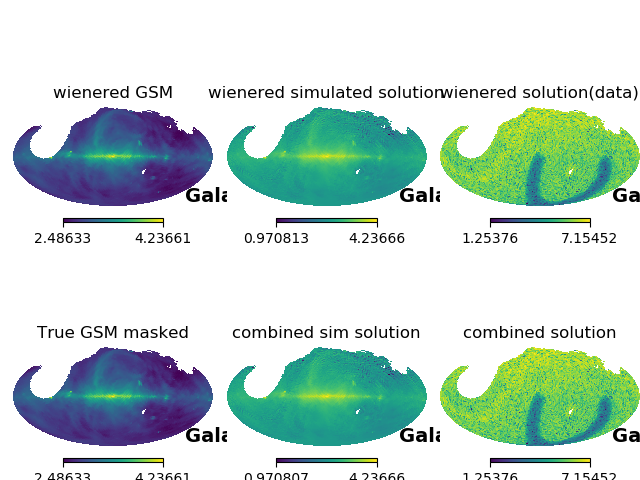 wienered GSM
wienered simulated solution
wienered solution(data)
Gala
Gala
Ga
2.48633 4.23661
0.970813 4.23666
1.25376 7.15452
True GSM masked
combined sim solution
combined solution
Gala
Gala
Ga
2.48633 4.23661
0.970807 4.23666
1.25376 7.15452